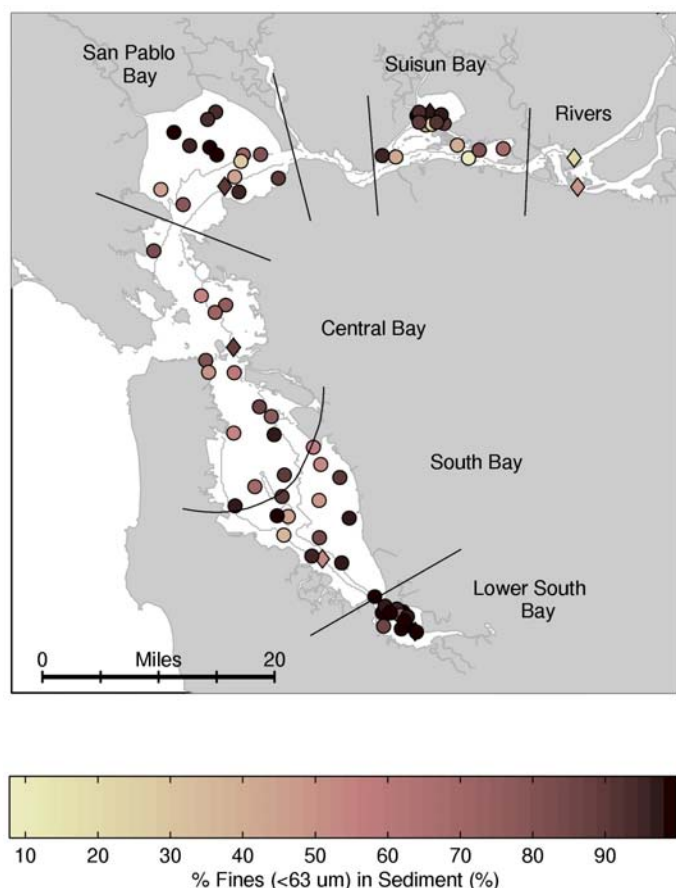 San Pablo
Bay
Suisun Bay
Rivers
Central Bay
South Bay
Lower South
Bay
0 Miles 20
10 20 30 40 50 60 70 80 90
% Fines (<63 um) in Sediment (%)